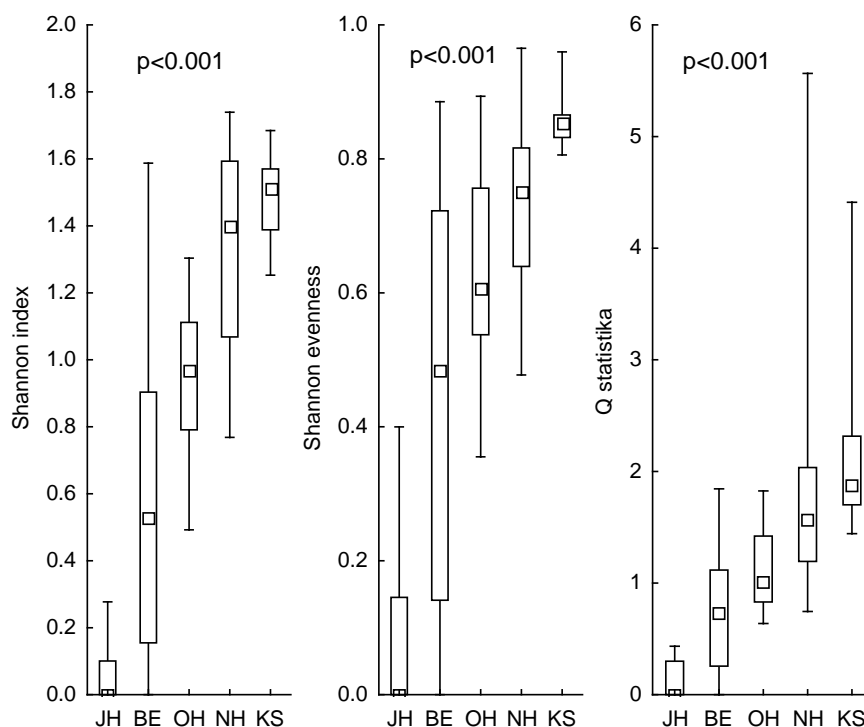 2.0
1.8
1.6
1.4
1.2
1.0
0.8
0.6
0.4
0.2
0.0
Shannon index
p<0.001
JH BE OH NH KS
1.0
0.8
0.6
0.4
0.2
0.0
Shannon evenness
p<0.001
JH BE OH NH KS
6
5
4
3
2
1
0
Q statistika
p<0.001
JH BE OH NH KS